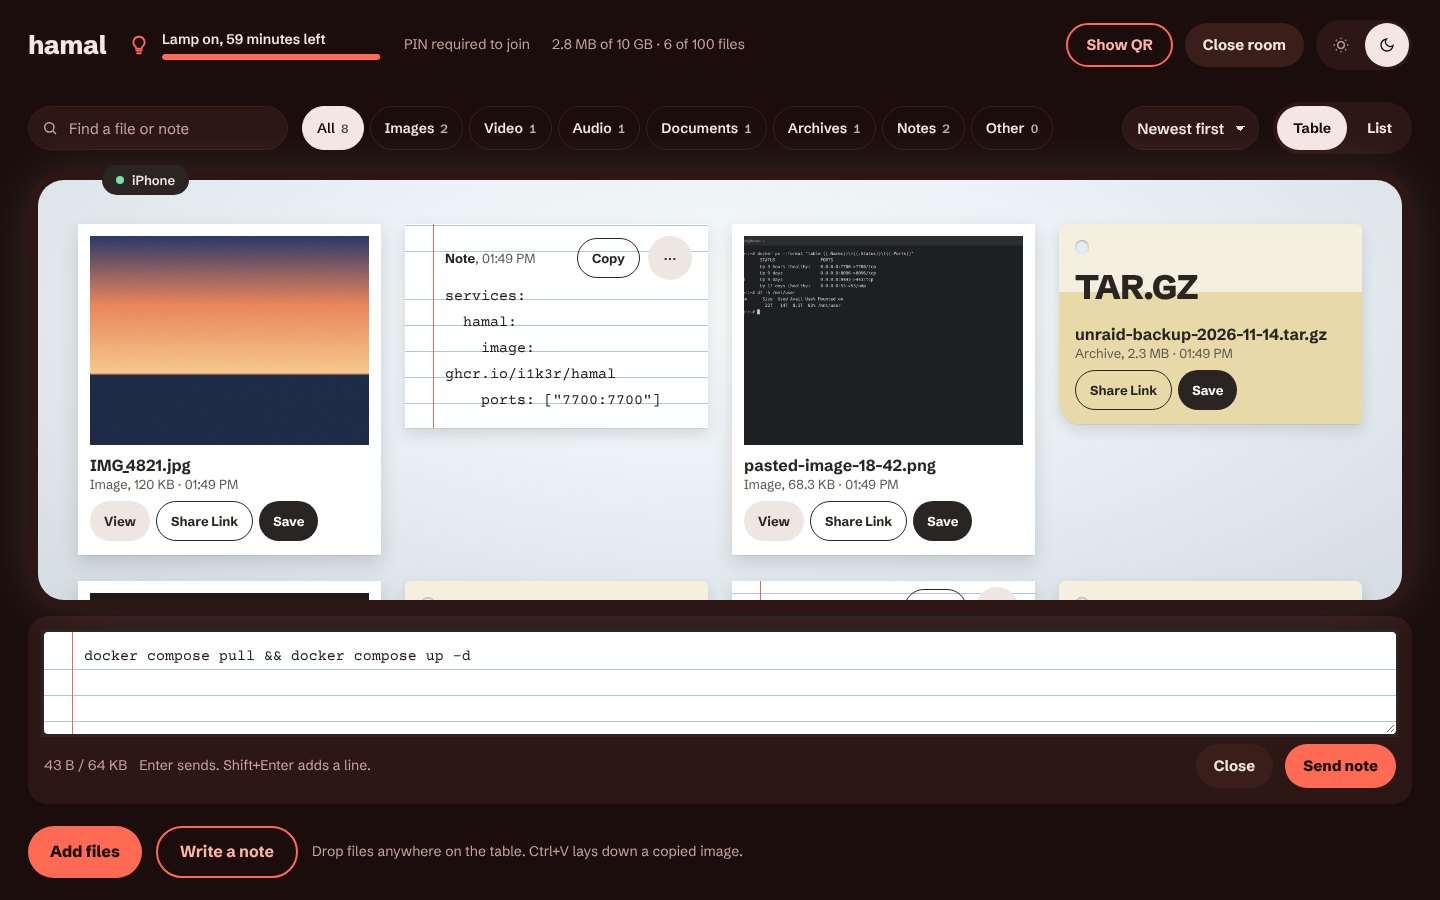 hamal
Lamp on, 59 minutes left
PIN required to join
2.8 MB of 10 GB · 6 of 100 files
Show QR
Close room
Find a file or note
All 8
Images 2
Video 1
Audio 1
Documents 1
Archives 1
Notes 2
Other 0
Newest first
Table
List
iPhone
IMG_4821.jpg
Image, 120 KB · 01:49 PM
View
Share Link
Save
Note, 01:49 PM
Copy
...
services:
hamal:
image:
ghcr.io/i1k3r/hamal
ports: ["7700:7700"]
pasted-image-18-42.png
Image, 68.3 KB · 01:49 PM
View
Share Link
Save
TAR.GZ
unraid-backup-2026-11-14.tar.gz
Archive, 2.3 MB · 01:49 PM
Share Link
Save
docker compose pull && docker compose up -d
43 B / 64 KB
Enter sends. Shift+Enter adds a line.
Close
Send note
Add files
Write a note
Drop files anywhere on the table. Ctrl+V lays down a copied image.